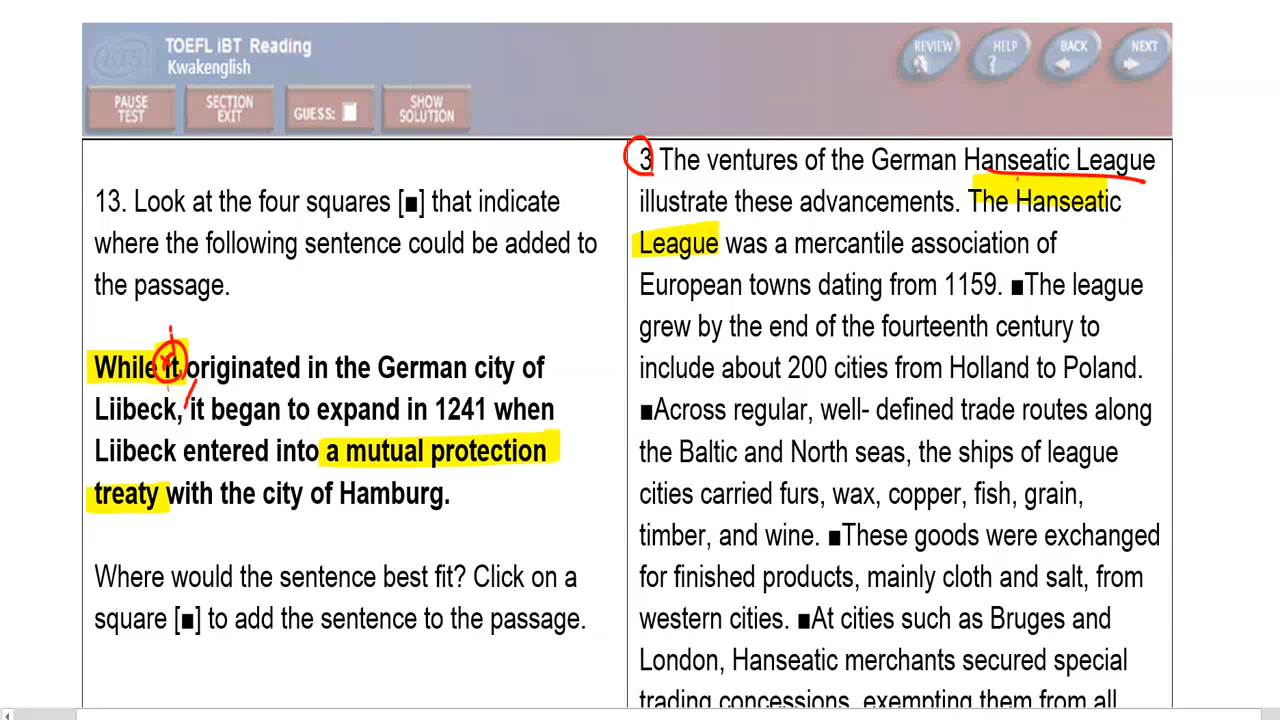 TOEFL iBT Reading
Kwakenglish
REVIEW
HELP
?
BACK
NEXT
PAUSE
TEST
SECTION
EXIT
GUESS:
SHOW
SOLUTION
ETS
13. Look at the four squares [■] that indicate
where the following sentence could be added to
the passage.
While it originated in the German city of
Liibeck, it began to expand in 1241 when
Liibeck entered into a mutual protection
treaty with the city of Hamburg.
Where would the sentence best fit? Click on a
square [■] to add the sentence to the passage.
3 The ventures of the German Hanseatic League
illustrate these advancements. The Hanseatic
League was a mercantile association of
European towns dating from 1159. ■The league
grew by the end of the fourteenth century to
include about 200 cities from Holland to Poland.
■Across regular, well- defined trade routes along
the Baltic and North seas, the ships of league
cities carried furs, wax, copper, fish, grain,
timber, and wine. ■These goods were exchanged
for finished products, mainly cloth and salt, from
western cities. ■At cities such as Bruges and
London, Hanseatic merchants secured special
trading concessions, exempting them from all